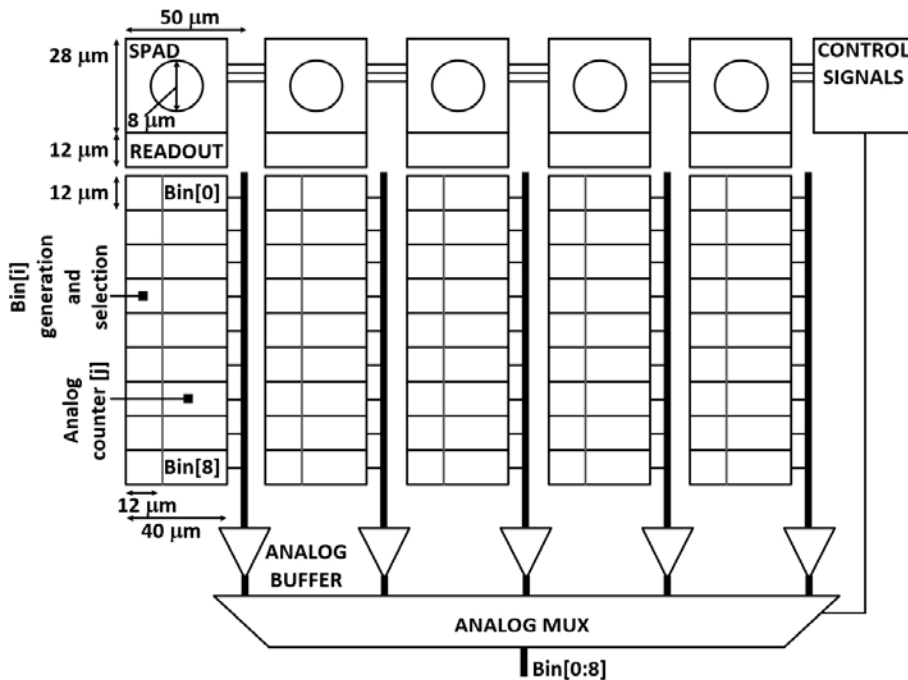 50 µm
28 µm
SPAD
8 µm
CONTROL
SIGNALS
12 µm
READOUT
12 µm
Bin[0]
Bin[i]
generation
and
selection
Analog
counter [j]
Bin[8]
12 µm
40 µm
ANALOG
BUFFER
ANALOG MUX
Bin[0:8]